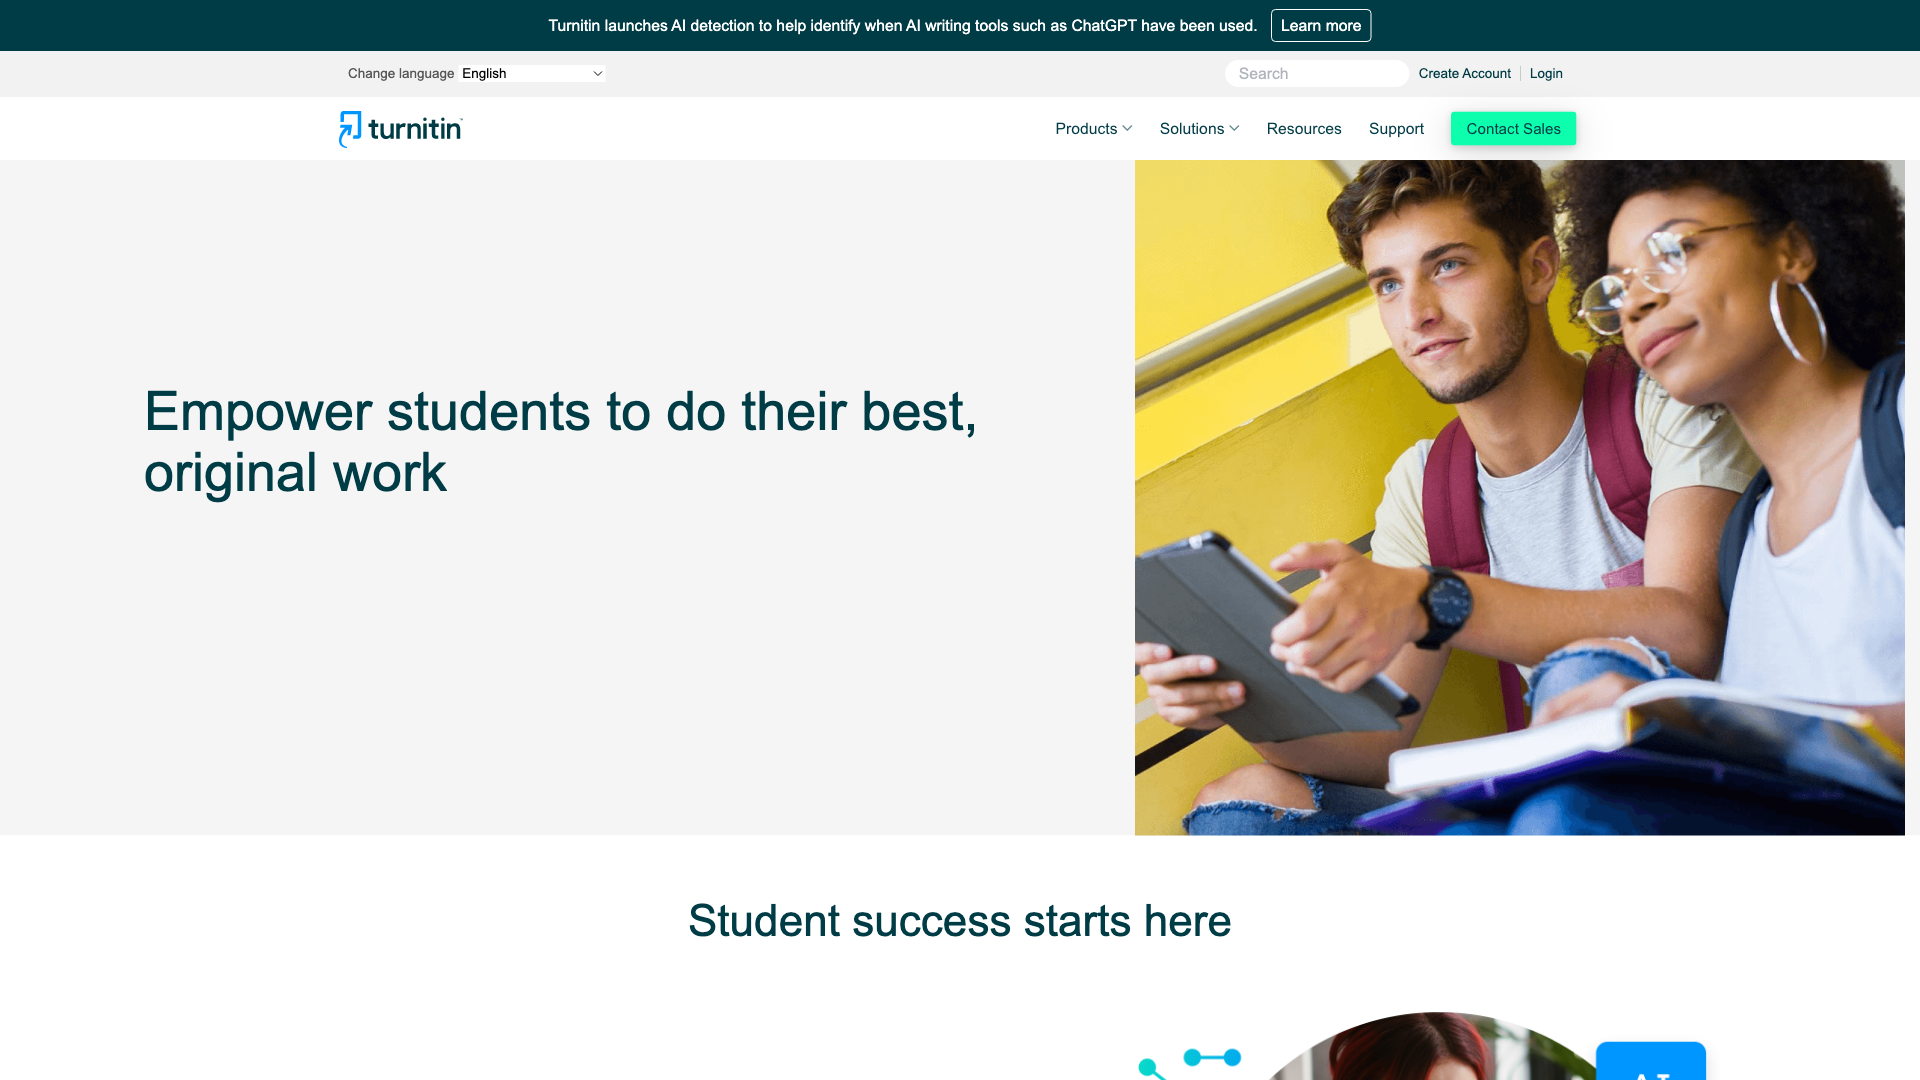 Turnitin launches AI detection to help identify when AI writing tools such as ChatGPT have been used. Learn more
Change language English Search Create Account Login
turnitin Products Solutions Resources Support Contact Sales
Empower students to do their best,
original work
Student success starts here
AI